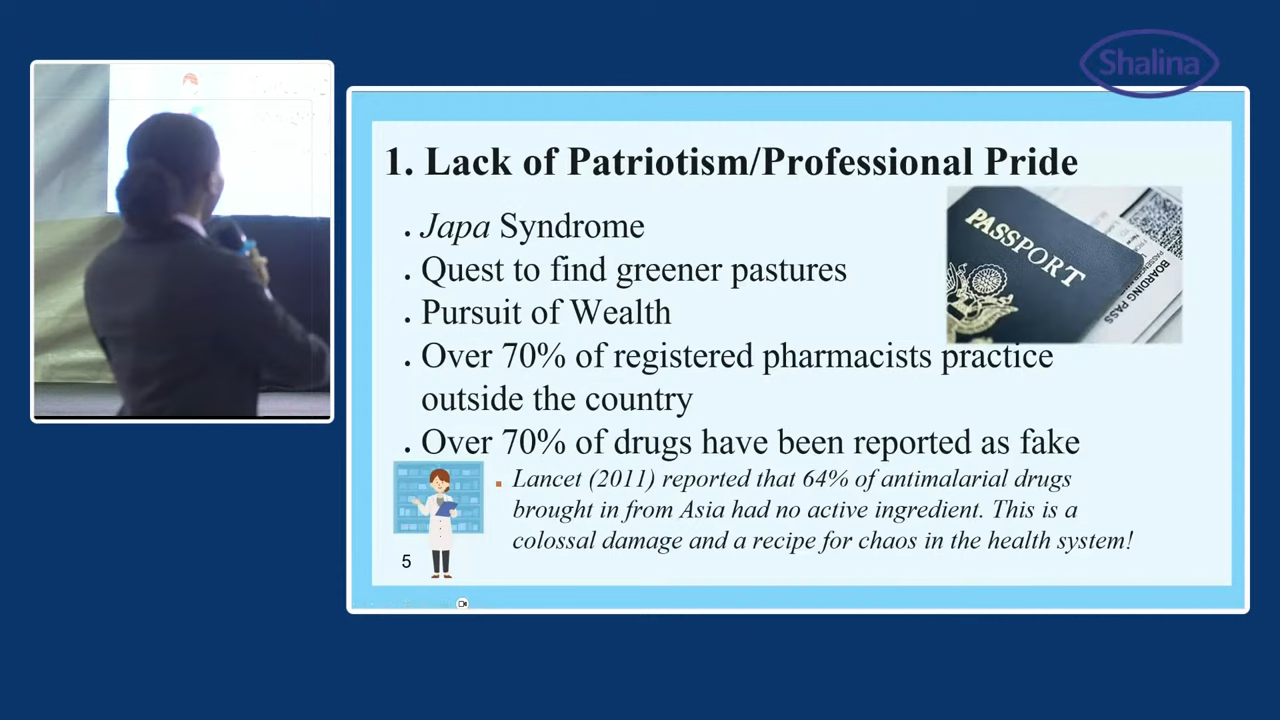 Shalina
1. Lack of Patriotism/Professional Pride
. Japa Syndrome
. Quest to find greener pastures
. Pursuit of Wealth
. Over 70% of registered pharmacists practice
outside the country
. Over 70% of drugs have been reported as fake
▪ Lancet (2011) reported that 64% of antimalarial drugs
brought in from Asia had no active ingredient. This is a
colossal damage and a recipe for chaos in the health system!
5
PASSPORT
BOARDING PASS